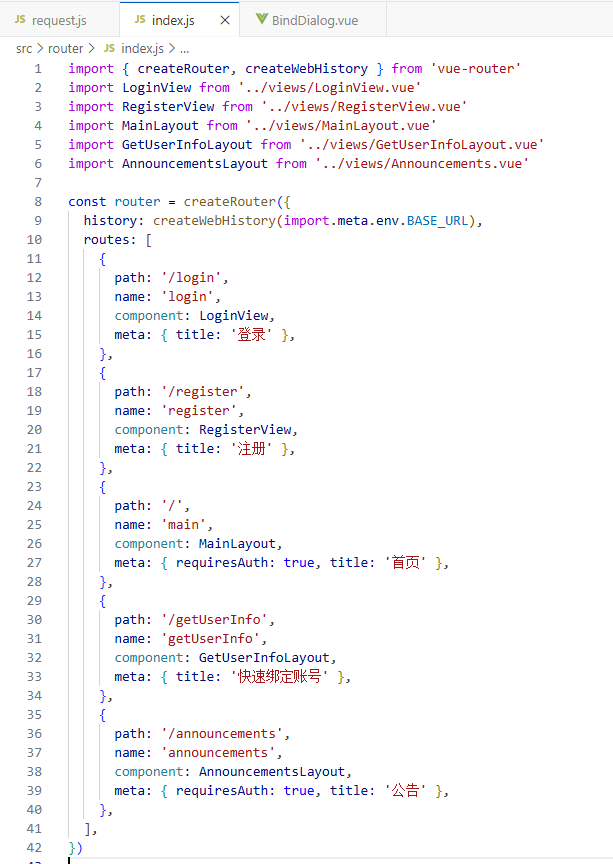 JS request.js JS index.js × BindDialog.vue
src > router > JS index.js > ...
1 import { createRouter, createWebHistory } from 'vue-router'
2 import LoginView from '../views/LoginView.vue'
3 import RegisterView from '../views/RegisterView.vue'
4 import MainLayout from '../views/MainLayout.vue'
5 import GetUserInfoLayout from '../views/GetUserInfoLayout.vue'
6 import AnnouncementsLayout from '../views/Announcements.vue'
7
8 const router = createRouter({
9 history: createWebHistory(import.meta.env.BASE_URL),
10 routes: [
11 {
12 path: '/login',
13 name: 'login',
14 component: LoginView,
15 meta: { title: '登录' },
16 },
17 {
18 path: '/register',
19 name: 'register',
20 component: RegisterView,
21 meta: { title: '注册' },
22 },
23 {
24 path: '/',
25 name: 'main',
26 component: MainLayout,
27 meta: { requiresAuth: true, title: '首页' },
28 },
29 {
30 path: '/getUserInfo',
31 name: 'getUserInfo',
32 component: GetUserInfoLayout,
33 meta: { title: '快速绑定账号' },
34 },
35 {
36 path: '/announcements',
37 name: 'announcements',
38 component: AnnouncementsLayout,
39 meta: { requiresAuth: true, title: '公告' },
40 },
41 ],
42 })